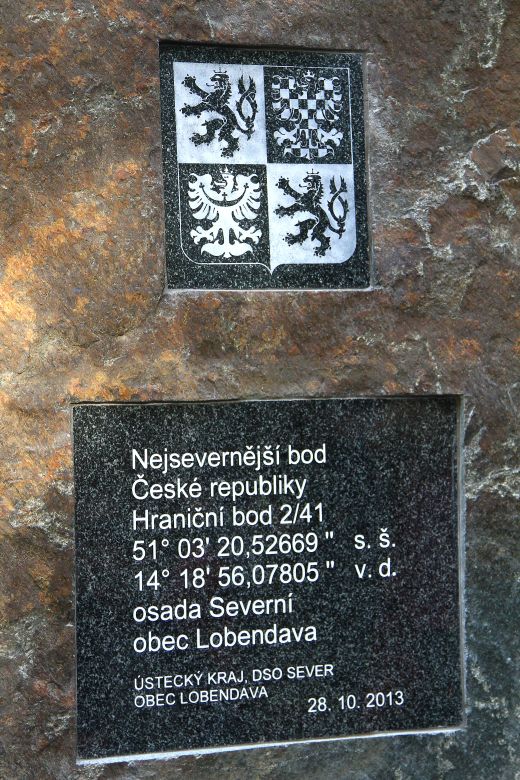 Nejsevernější bod
České republiky
Hraniční bod 2/41
51° 03' 20,52669 " s. š.
14° 18' 56,07805 " v. d.
osada Severní
obec Lobendava
ÚSTECKÝ KRAJ, DSO SEVER
OBEC LOBENDAVA
28. 10. 2013